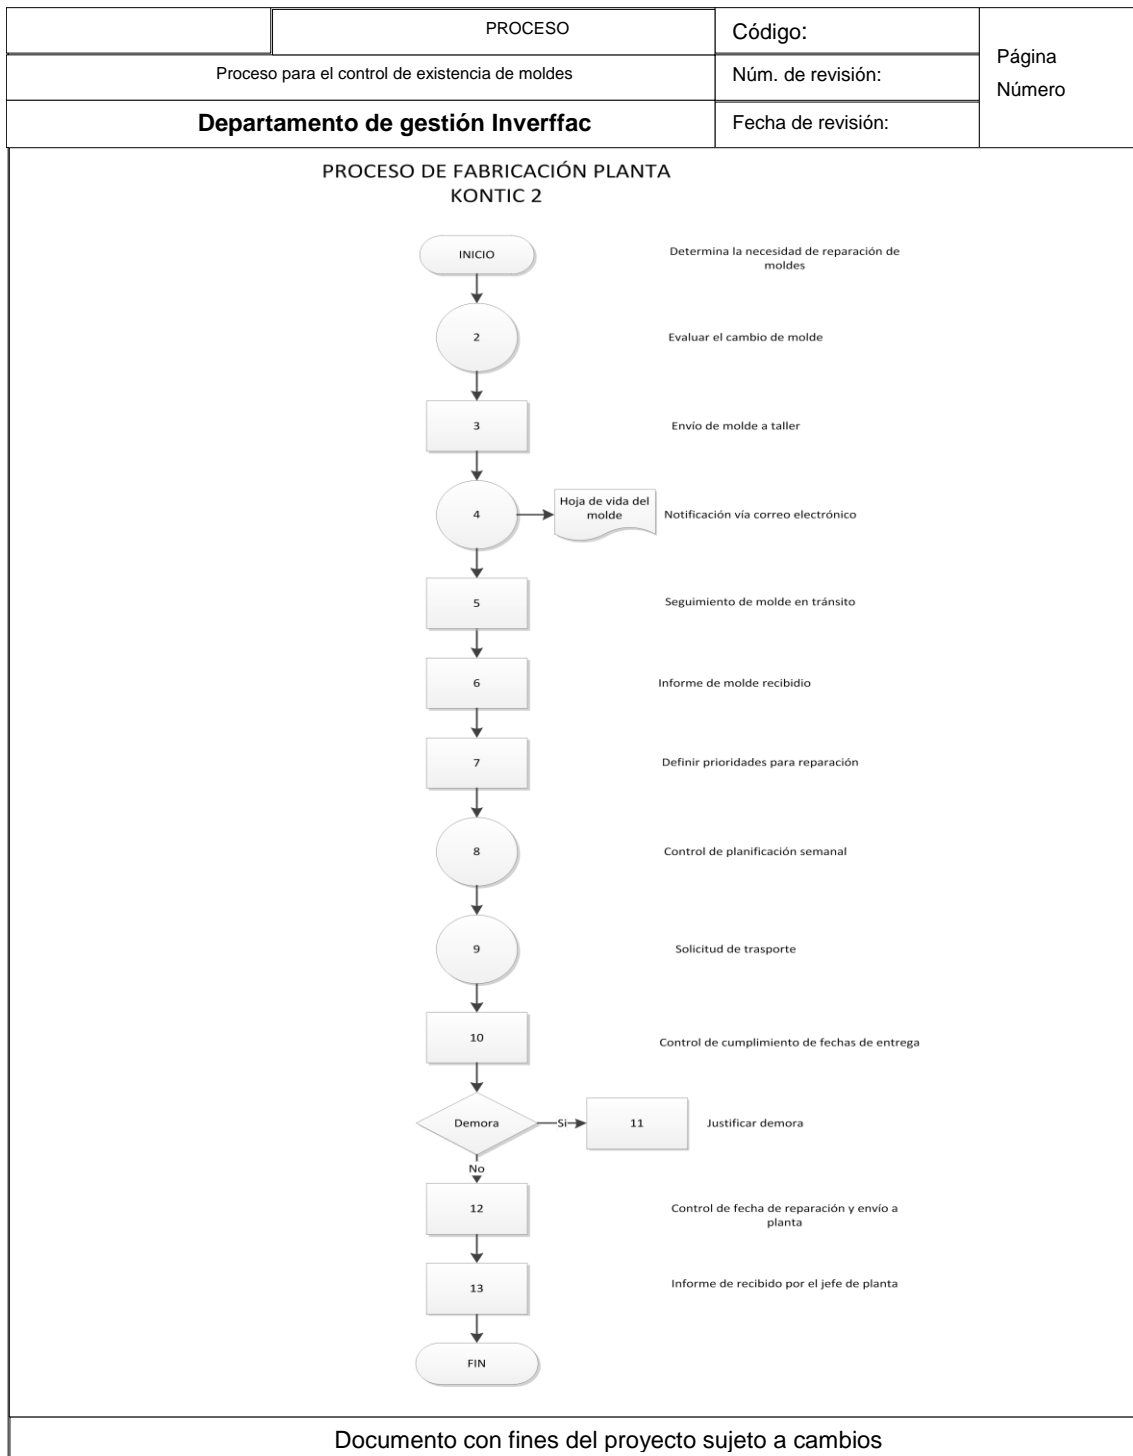 PROCESO
Código:
Página
Número
Proceso para el control de existencia de moldes
Núm. de revisión:
Departamento de gestión Inverffac
Fecha de revisión:
PROCESO DE FABRICACIÓN PLANTA
KONTIC 2
INICIO
Determina la necesidad de reparación de
moldes
2
Evaluar el cambio de molde
3
Envío de molde a taller
4
Hoja de vida del
molde
Notificación vía correo electrónico
5
Seguimiento de molde en tránsito
6
Informe de molde recibidio
7
Definir prioridades para reparación
8
Control de planificación semanal
9
Solicitud de trasporte
10
Control de cumplimiento de fechas de entrega
Demora
Si
11
Justificar demora
No
12
Control de fecha de reparación y envío a
planta
13
Informe de recibido por el jefe de planta
FIN
Documento con fines del proyecto sujeto a cambios